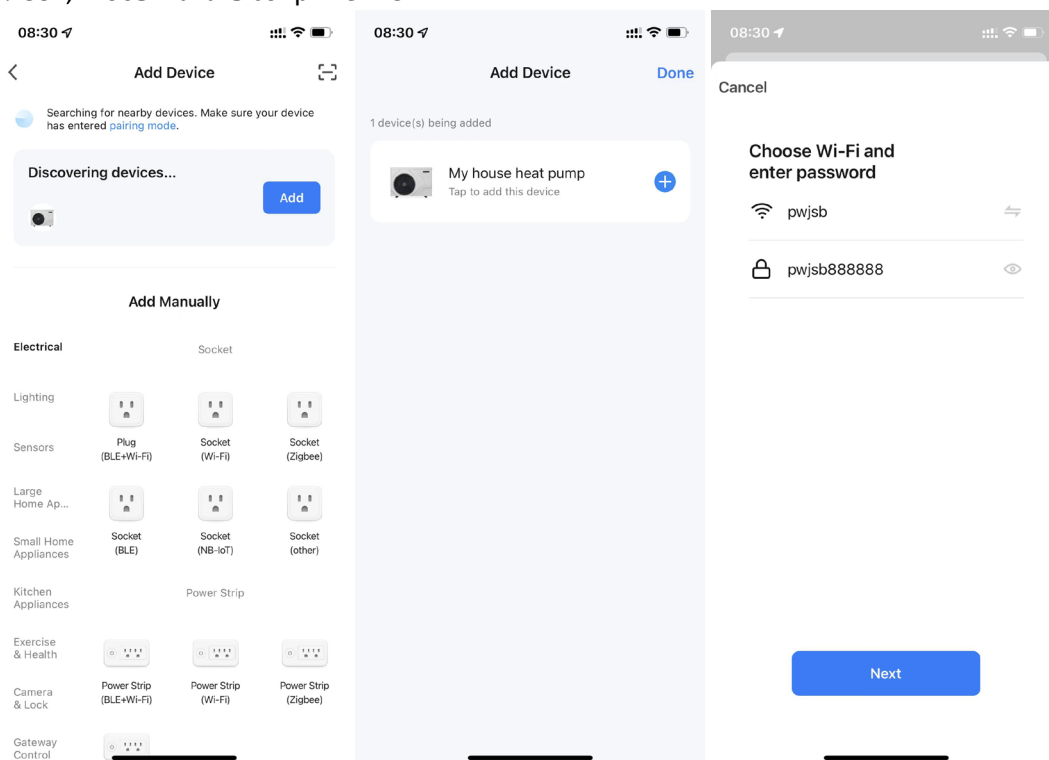 08:30
Add Device
Searching for nearby devices. Make sure your device
has entered pairing mode.
Discovering devices...
Add
Add Manually
Electrical
Socket
Lighting
Sensors
Plug
(BLE+Wi-Fi)
Socket
(Wi-Fi)
Socket
(Zigbee)
Large
Home Ap...
Small Home
Appliances
Socket
(BLE)
Socket
(NB-IoT)
Socket
(other)
Kitchen
Appliances
Power Strip
Exercise
& Health
Camera
& Lock
Power Strip
(BLE+Wi-Fi)
Power Strip
(Wi-Fi)
Power Strip
(Zigbee)
Gateway
Control
08:30
Add Device
Done
1 device(s) being added
My house heat pump
Tap to add this device
08:30
Cancel
Choose Wi-Fi and
enter password
pwjsb
pwjsb888888
Next